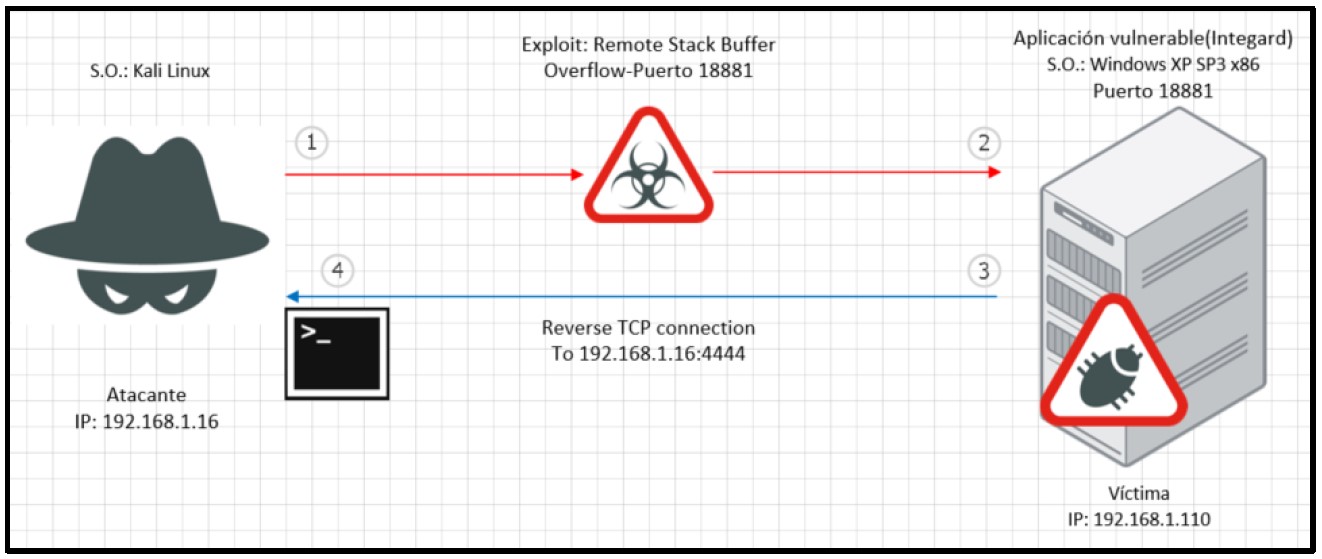 S.O.: Kali Linux
Exploit: Remote Stack Buffer
Overflow-Puerto 18881
Aplicación vulnerable(Integard)
S.O.: Windows XP SP3 x86
Puerto 18881
1
2
4
3
>_
Reverse TCP connection
To 192.168.1.16:4444
Atacante
IP: 192.168.1.16
Víctima
IP: 192.168.1.110